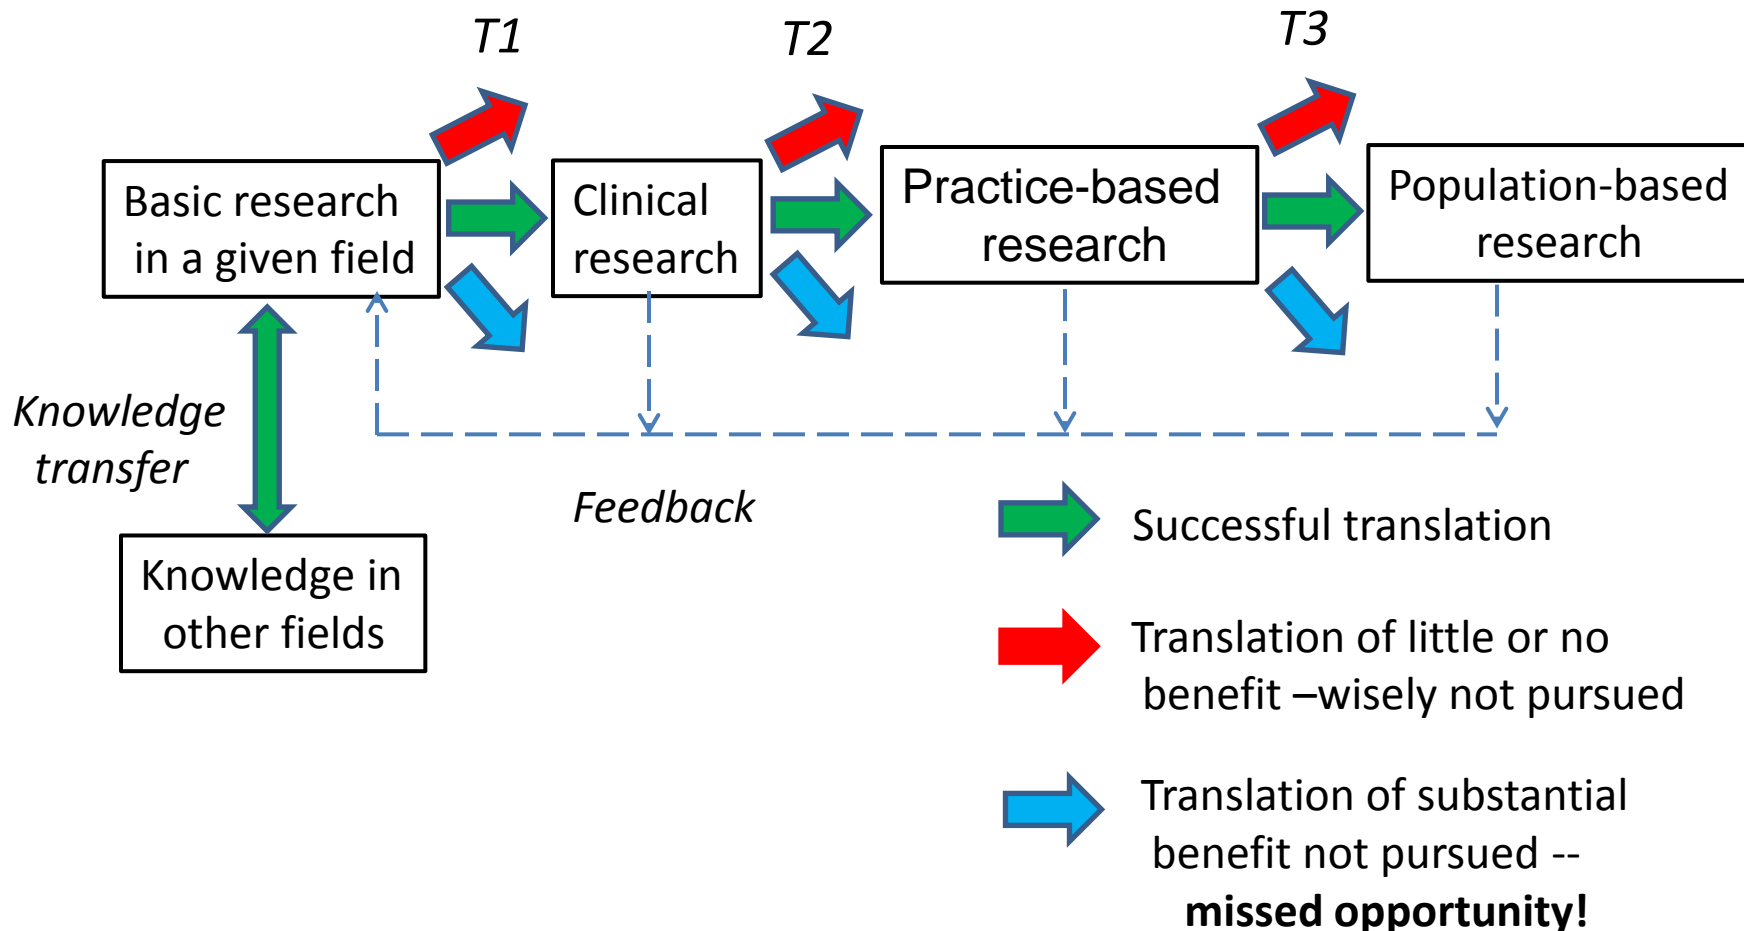 T1
T2
T3
Basic research
in a given field
Clinical
research
Practice-based
research
Population-based
research
Knowledge
transfer
Feedback
Knowledge in
other fields
Successful translation
Translation of little or no
benefit –wisely not pursued
Translation of substantial
benefit not pursued --
missed opportunity!